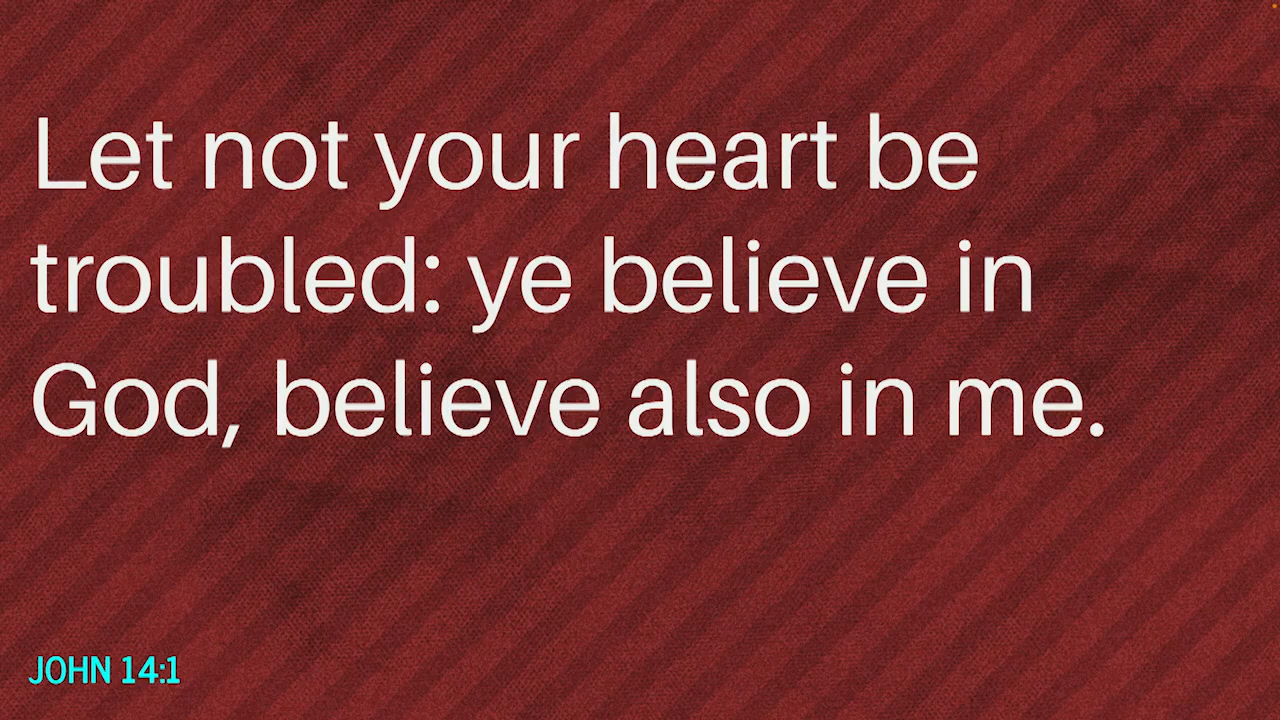 Let not your heart be
troubled: ye believe in
God, believe also in me.
JOHN 14:1